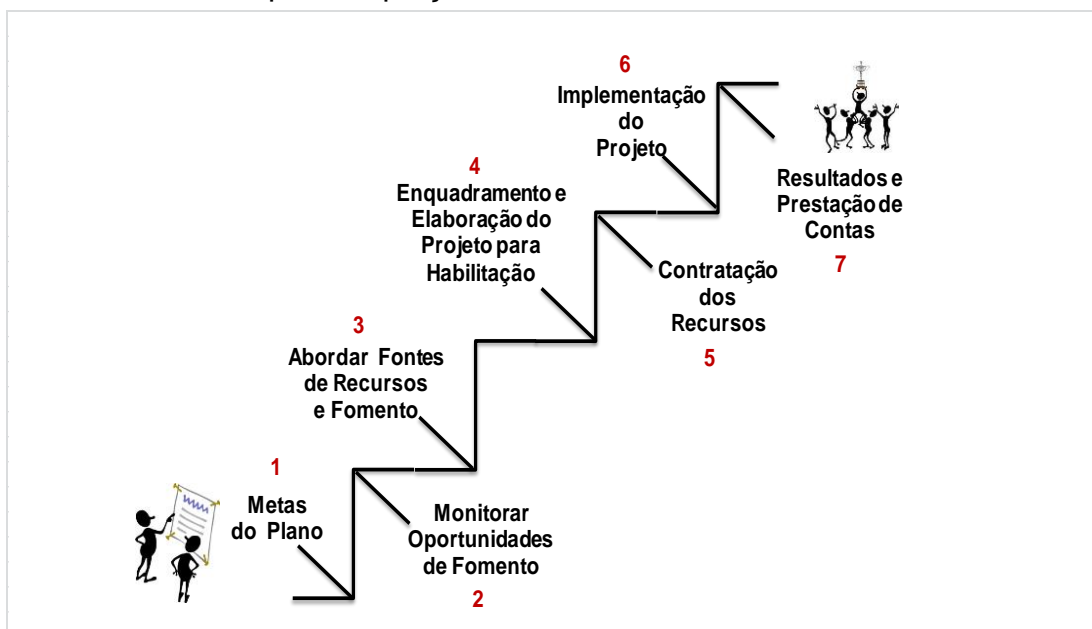 1
Metas
do Plano
Monitorar
Oportunidades
de Fomento
2
3
Abordar Fontes
de Recursos
e Fomento
4
Enquadramento e
Elaboração do
Projeto para
Habilitação
Contratação
dos
Recursos
5
6
Implementação
do
Projeto
Resultados e
Prestação de
Contas
7